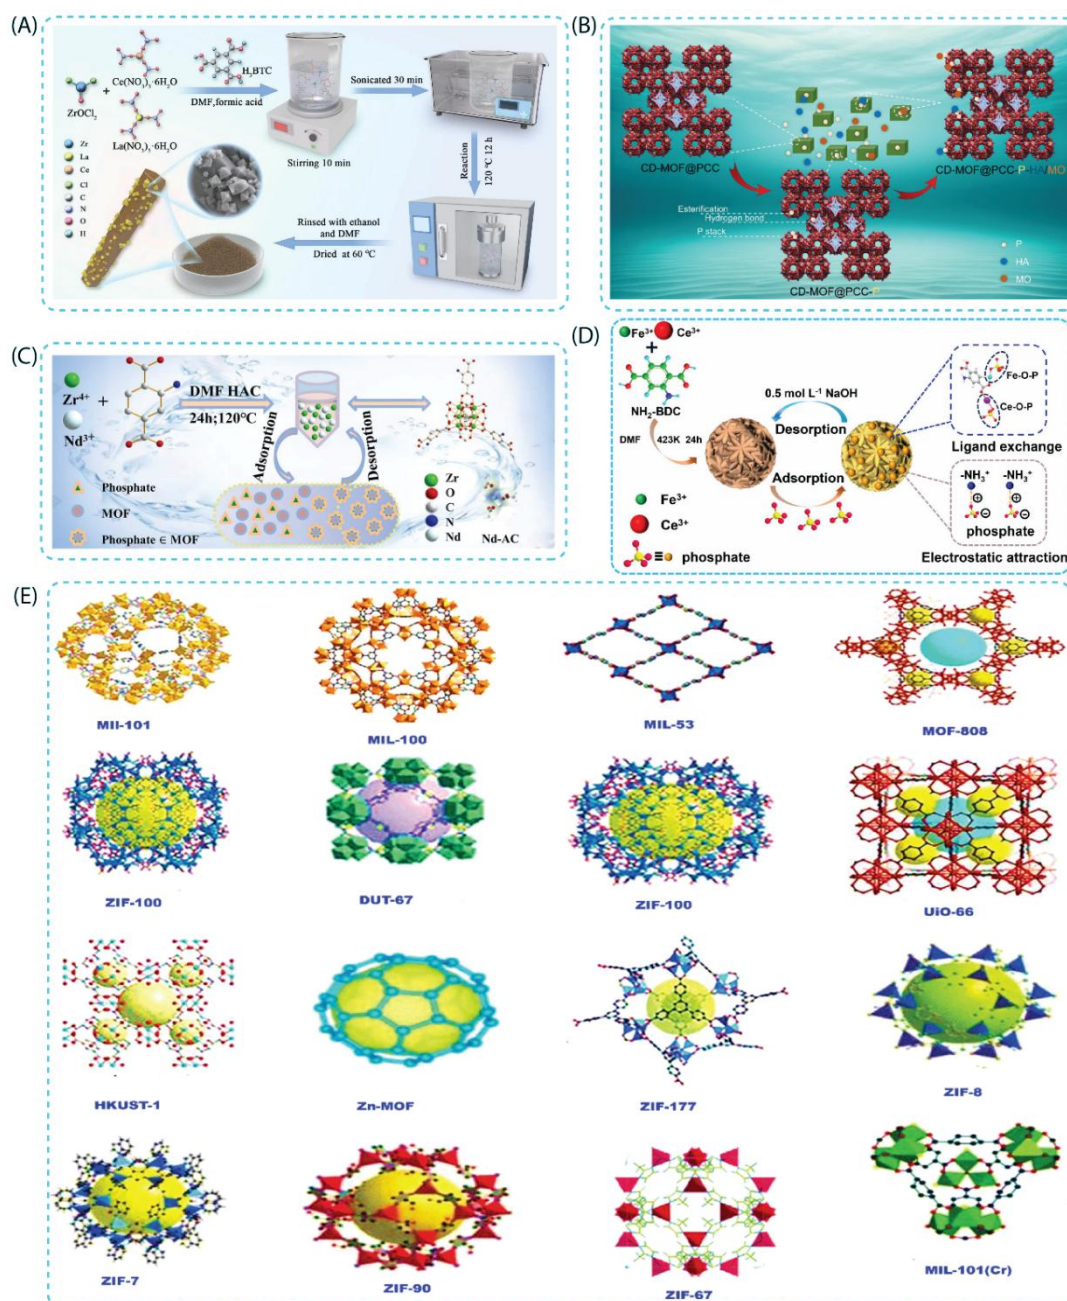 (A)
Ce(NO₃)₃·6H₂O
H₃BTC
Sonicated 30 min
ZrOCl₂
DMF,formic acid
La(NO₃)₃·6H₂O
Stirring 10 min
Reaction
120 ℃ 12 h
Zr
La
Ce
Cl
C
N
O
H
Rinsed with ethanol
and DMF
Dried at 60 ℃
(B)
CD-MOF@PCC
CD-MOF@PCC-P-HA/MO
Esterification
Hydrogen bond
P stack
P
HA
MO
CD-MOF@PCC-P
(C)
Zr⁴⁺
Nd³⁺
DMF HAC
24h;120℃
Adsorption
Desorption
Phosphate
MOF
Phosphate ∈ MOF
Zr
O
C
N
Nd
Nd-AC
(D)
Fe³⁺ Ce³⁺
NH₂-BDC
DMF 423K 24h
0.5 mol L⁻¹ NaOH
Desorption
Adsorption
Fe-O-P
Ce-O-P
Ligand exchange
-NH₃⁺ -NH₃⁺
phosphate
Electrostatic attraction
Fe³⁺
Ce³⁺
phosphate
(E)
MIl-101
MIL-100
MIL-53
MOF-808
ZIF-100
DUT-67
ZIF-100
UiO-66
HKUST-1
Zn-MOF
ZIF-177
ZIF-8
ZIF-7
ZIF-90
ZIF-67
MIL-101(Cr)